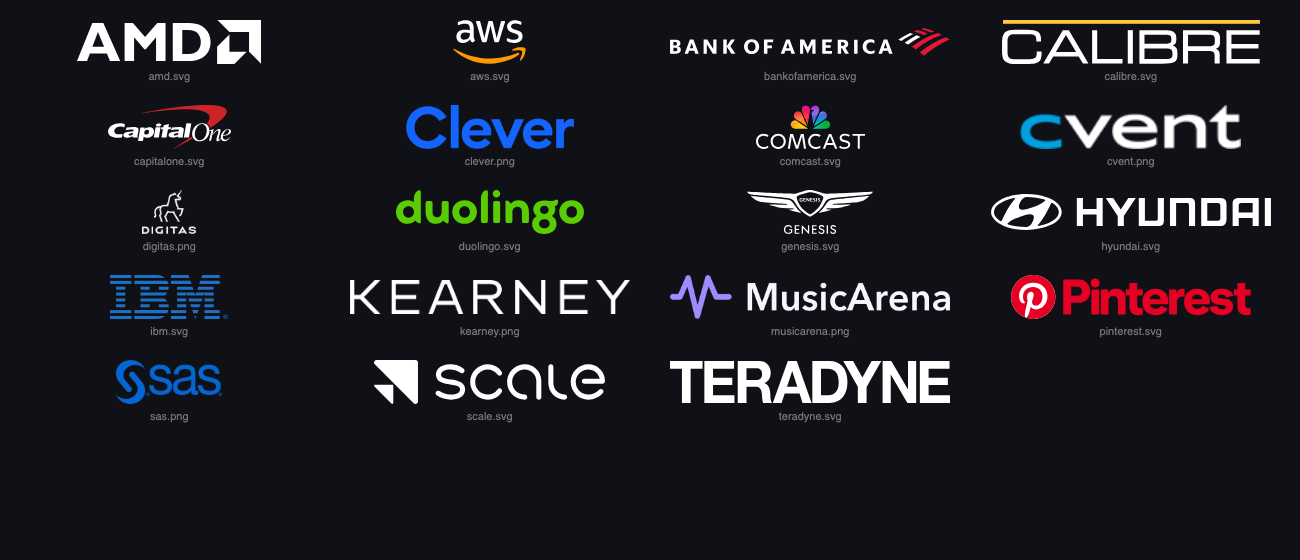 AMD
amd.svg
aws
aws.svg
BANK OF AMERICA
bankofamerica.svg
CALIBRE
calibre.svg
Capital One
capitalone.svg
Clever
clever.png
COMCAST
comcast.svg
cvent
cvent.png
DIGITAS
digitas.png
duolingo
duolingo.svg
GENESIS
GENESIS
genesis.svg
HYUNDAI
hyundai.svg
IBM®
ibm.svg
KEARNEY
kearney.png
MusicArena
musicarena.png
Pinterest
pinterest.svg
sas
sas.png
scale
scale.svg
TERADYNE
teradyne.svg